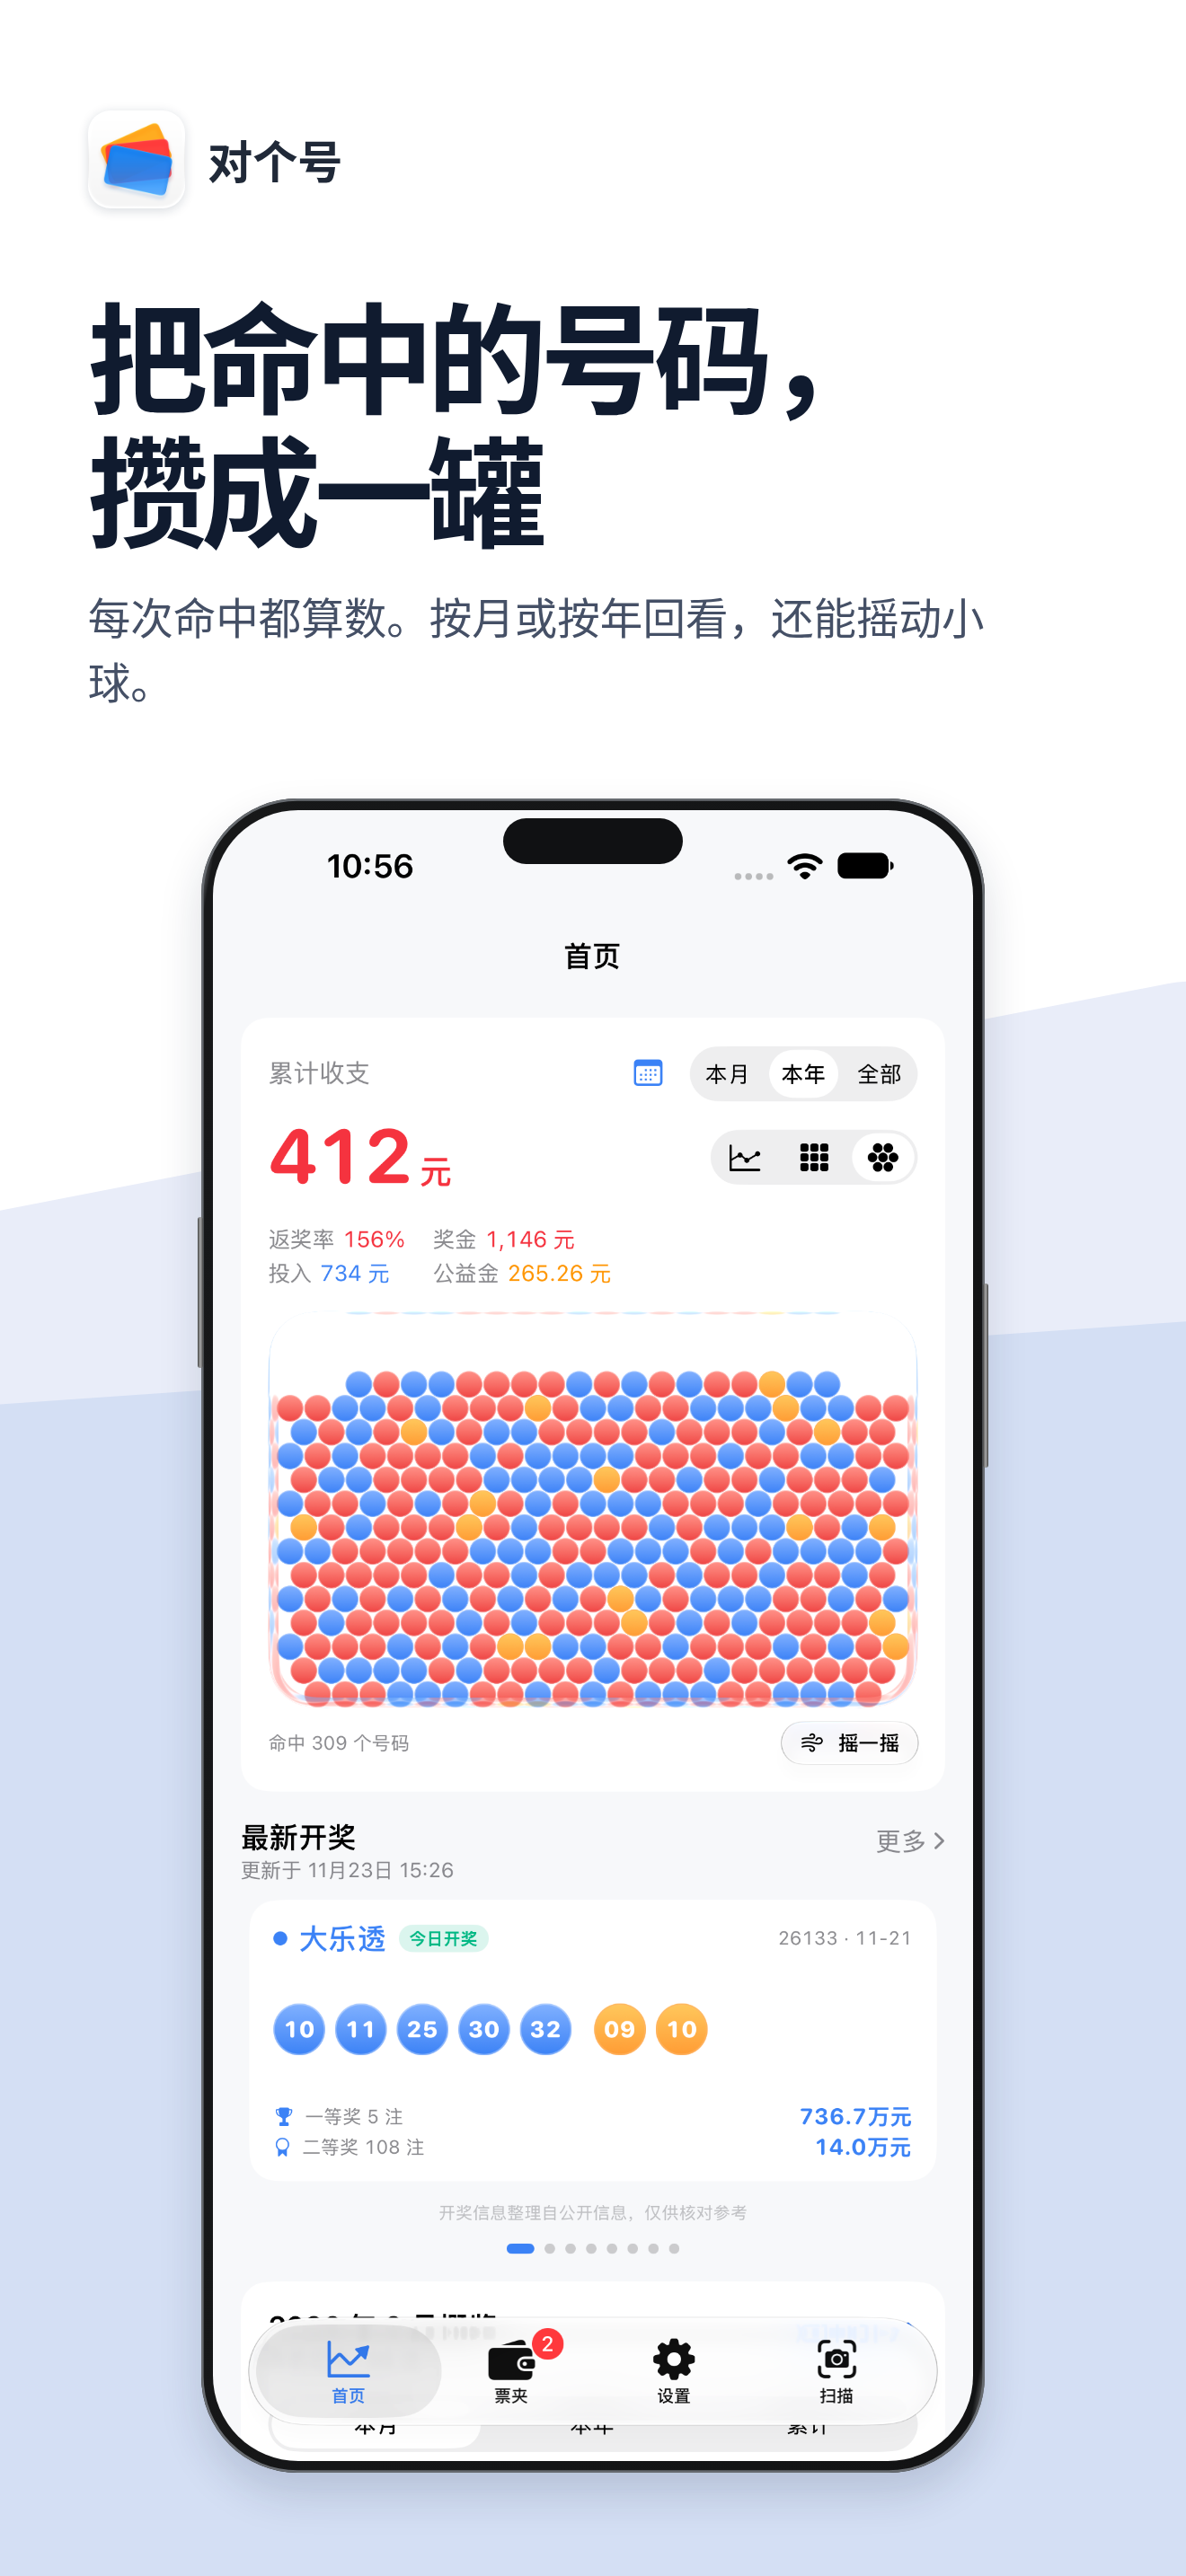 对个号
把命中的号码，
攒成一罐
每次命中都算数。按月或按年回看，还能摇动小
球。
10:56
首页
累计收支
本月 本年 全部
412 元
返奖率 156% 奖金 1,146 元
投入 734 元 公益金 265.26 元
命中 309 个号码
摇一摇
最新开奖
更多
更新于 11月23日 15:26
大乐透 今日开奖 26133 · 11-21
10 11 25 30 32 09 10
一等奖 5 注 736.7万元
二等奖 108 注 14.0万元
开奖信息整理自公开信息，仅供核对参考
2
首页 票夹 设置 扫描
本月 本年 累计